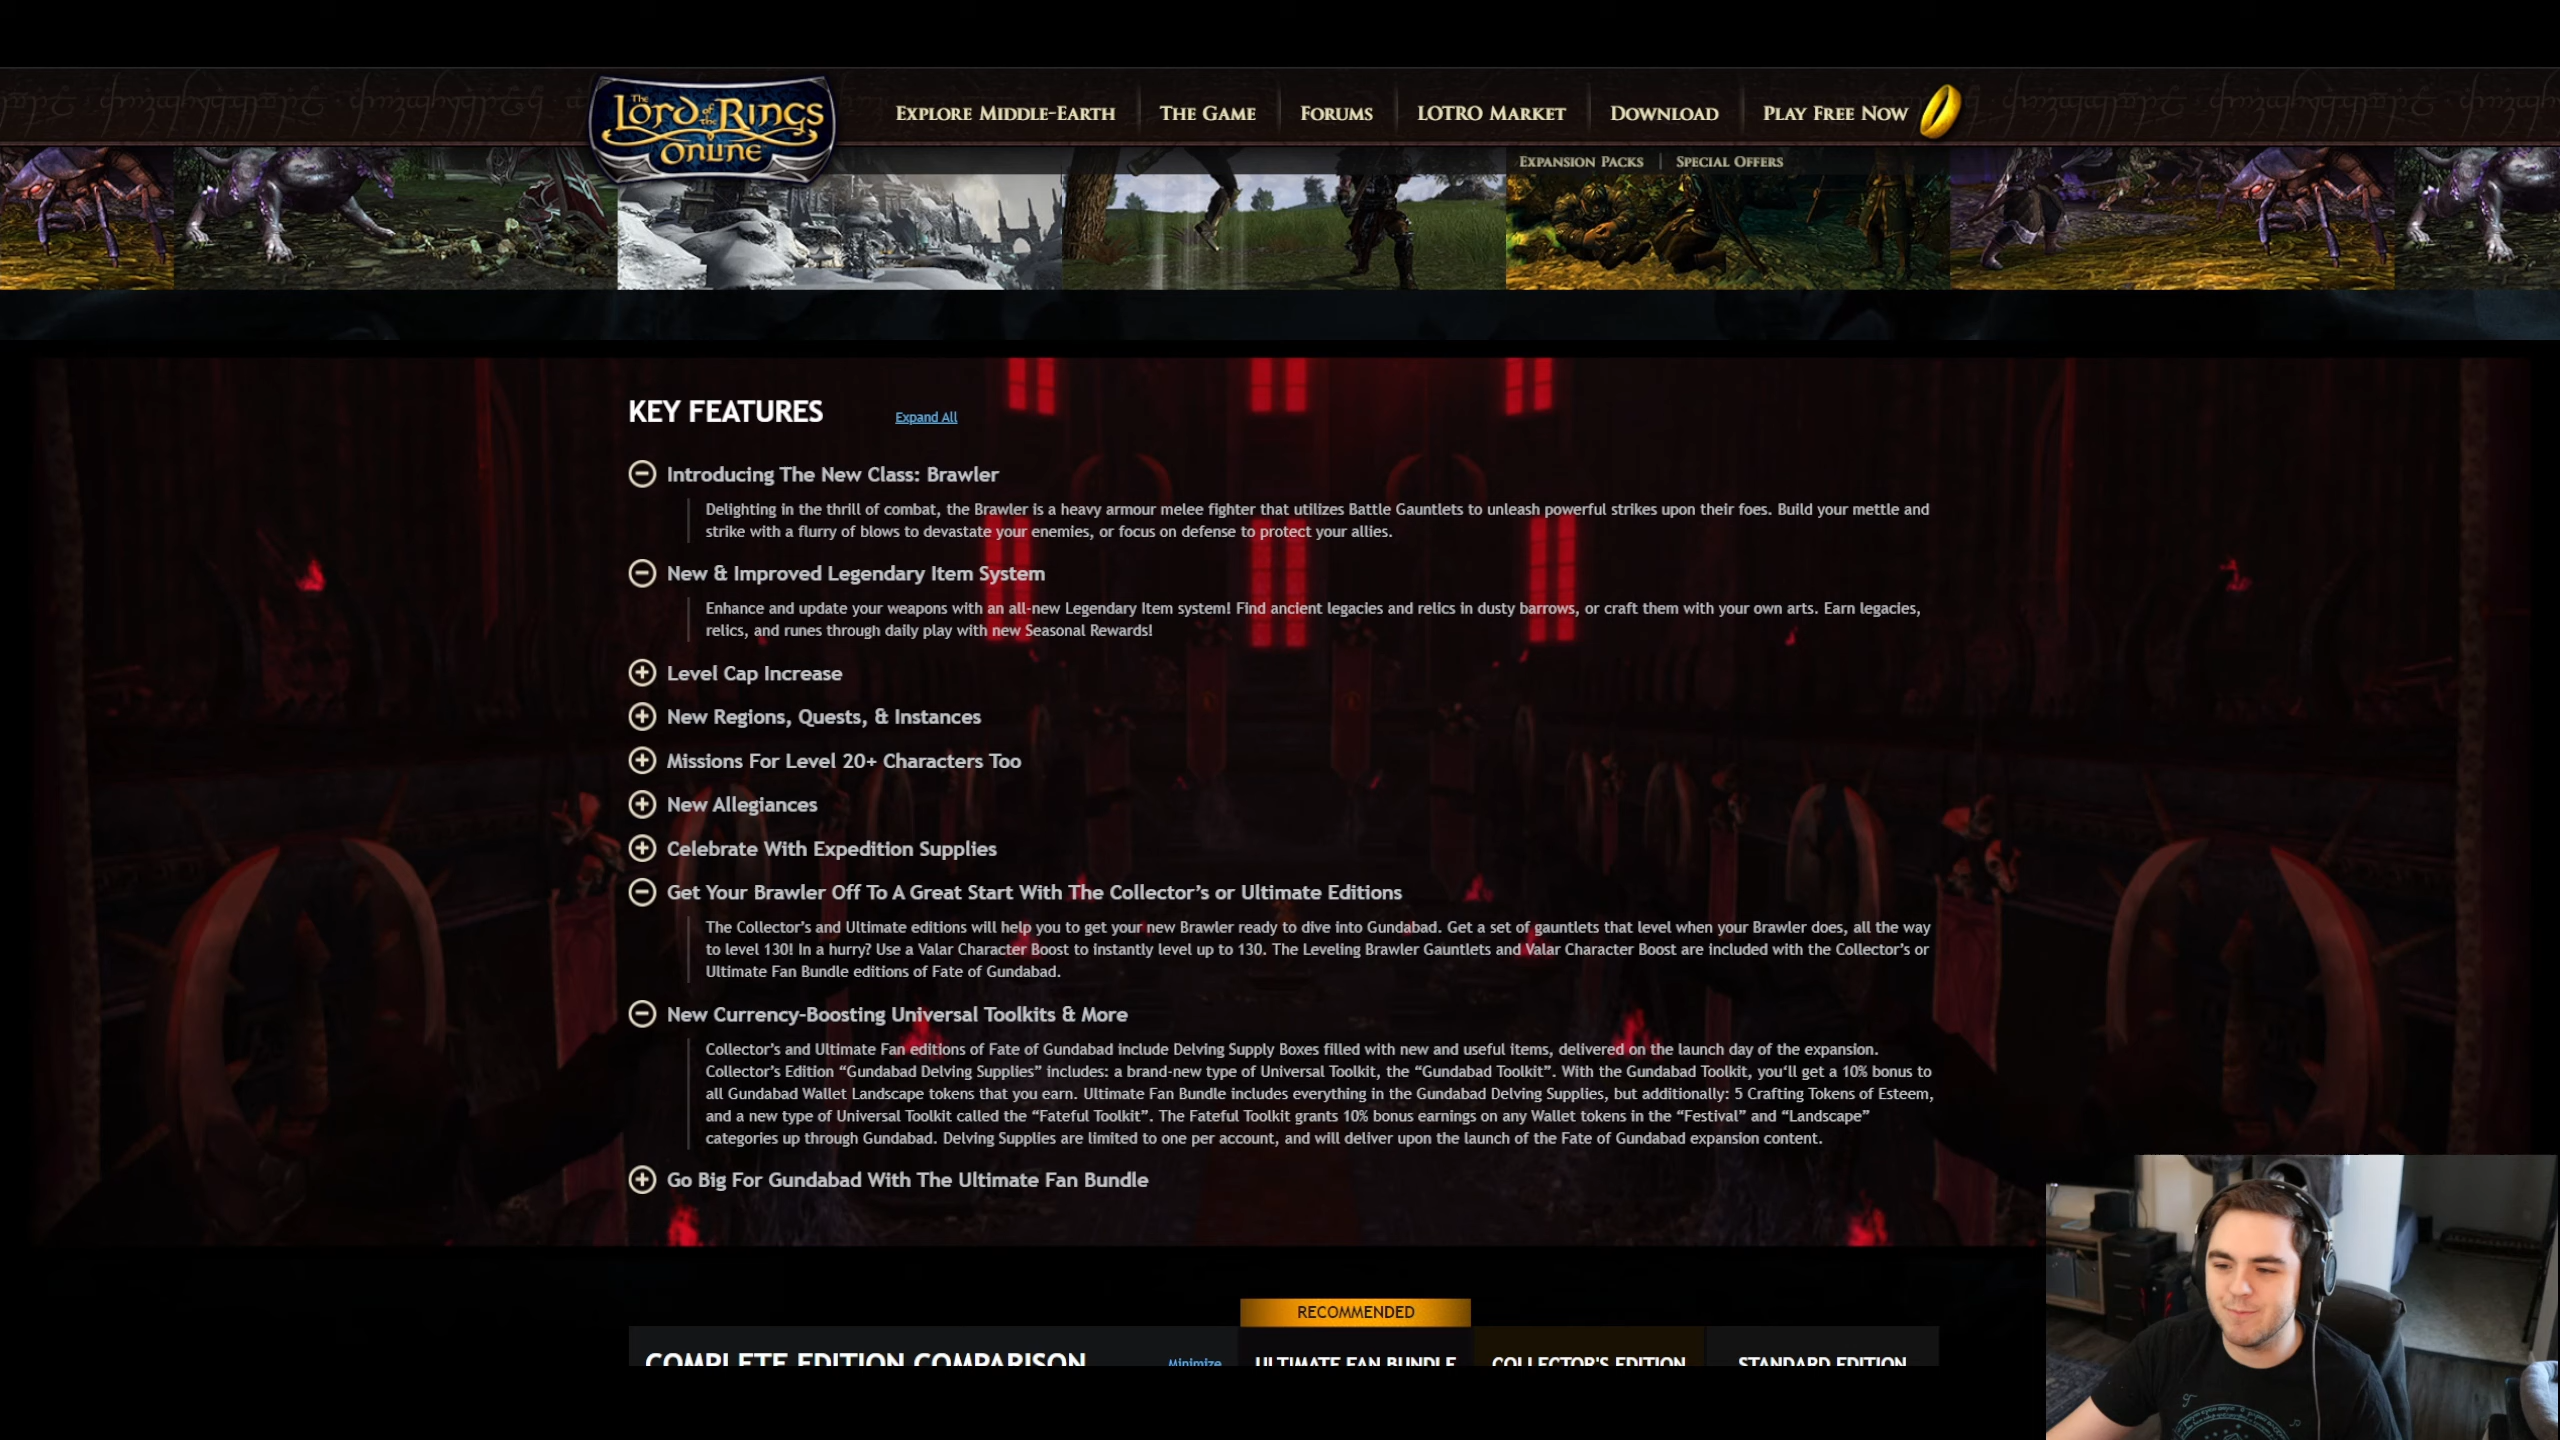 The Lord of the Rings Online
Explore Middle-Earth
The Game
Forums
LOTRO Market
Download
Play Free Now
Expansion Packs | Special Offers
KEY FEATURES
Expand All
Introducing The New Class: Brawler
Delighting in the thrill of combat, the Brawler is a heavy armour melee fighter that utilizes Battle Gauntlets to unleash powerful strikes upon their foes. Build your mettle and
strike with a flurry of blows to devastate your enemies, or focus on defense to protect your allies.
New & Improved Legendary Item System
Enhance and update your weapons with an all-new Legendary Item system! Find ancient legacies and relics in dusty barrows, or craft them with your own arts. Earn legacies,
relics, and runes through daily play with new Seasonal Rewards!
Level Cap Increase
New Regions, Quests, & Instances
Missions For Level 20+ Characters Too
New Allegiances
Celebrate With Expedition Supplies
Get Your Brawler Off To A Great Start With The Collector’s or Ultimate Editions
The Collector’s and Ultimate editions will help you to get your new Brawler ready to dive into Gundabad. Get a set of gauntlets that level when your Brawler does, all the way
to level 130! In a hurry? Use a Valar Character Boost to instantly level up to 130. The Leveling Brawler Gauntlets and Valar Character Boost are included with the Collector’s or
Ultimate Fan Bundle editions of Fate of Gundabad.
New Currency-Boosting Universal Toolkits & More
Collector’s and Ultimate Fan editions of Fate of Gundabad include Delving Supply Boxes filled with new and useful items, delivered on the launch day of the expansion.
Collector’s Edition “Gundabad Delving Supplies” includes: a brand-new type of Universal Toolkit, the “Gundabad Toolkit”. With the Gundabad Toolkit, you‘ll get a 10% bonus to
all Gundabad Wallet Landscape tokens that you earn. Ultimate Fan Bundle includes everything in the Gundabad Delving Supplies, but additionally: 5 Crafting Tokens of Esteem,
and a new type of Universal Toolkit called the “Fateful Toolkit”. The Fateful Toolkit grants 10% bonus earnings on any Wallet tokens in the “Festival” and “Landscape”
categories up through Gundabad. Delving Supplies are limited to one per account, and will deliver upon the launch of the Fate of Gundabad expansion content.
Go Big For Gundabad With The Ultimate Fan Bundle
RECOMMENDED
COMPLETE EDITION COMPARISON
Minimize
ULTIMATE FAN BUNDLE
COLLECTOR'S EDITION
STANDARD EDITION